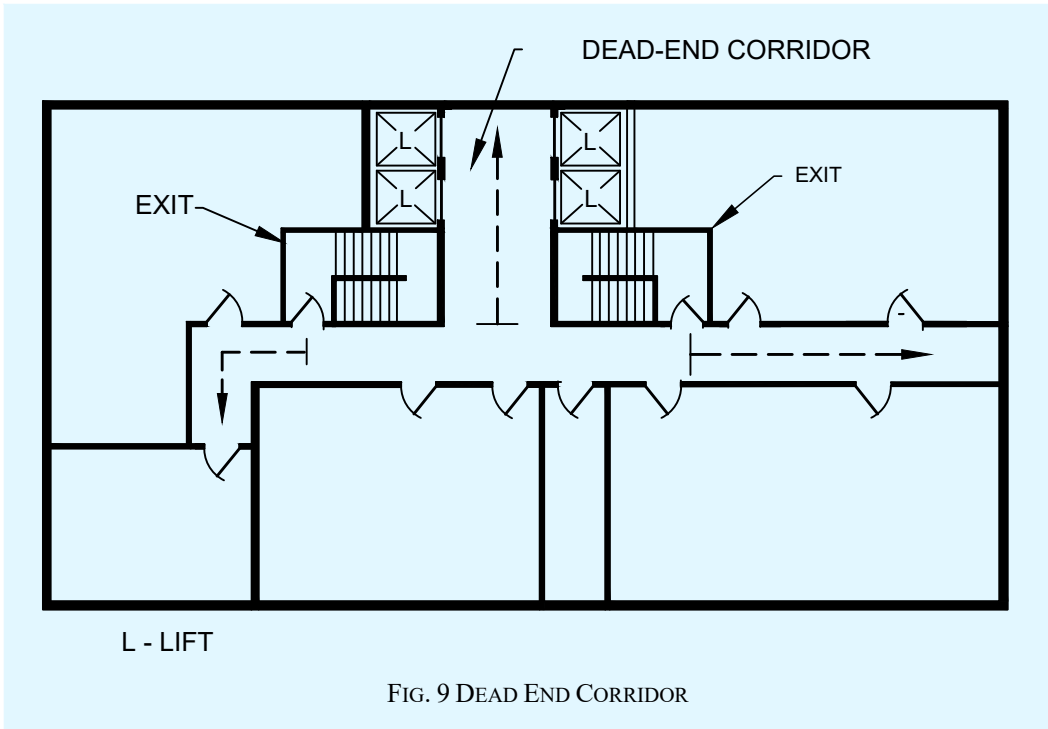 DEAD-END CORRIDOR
L
L
L
L
EXIT
EXIT
L - LIFT
FIG. 9 DEAD END CORRIDOR